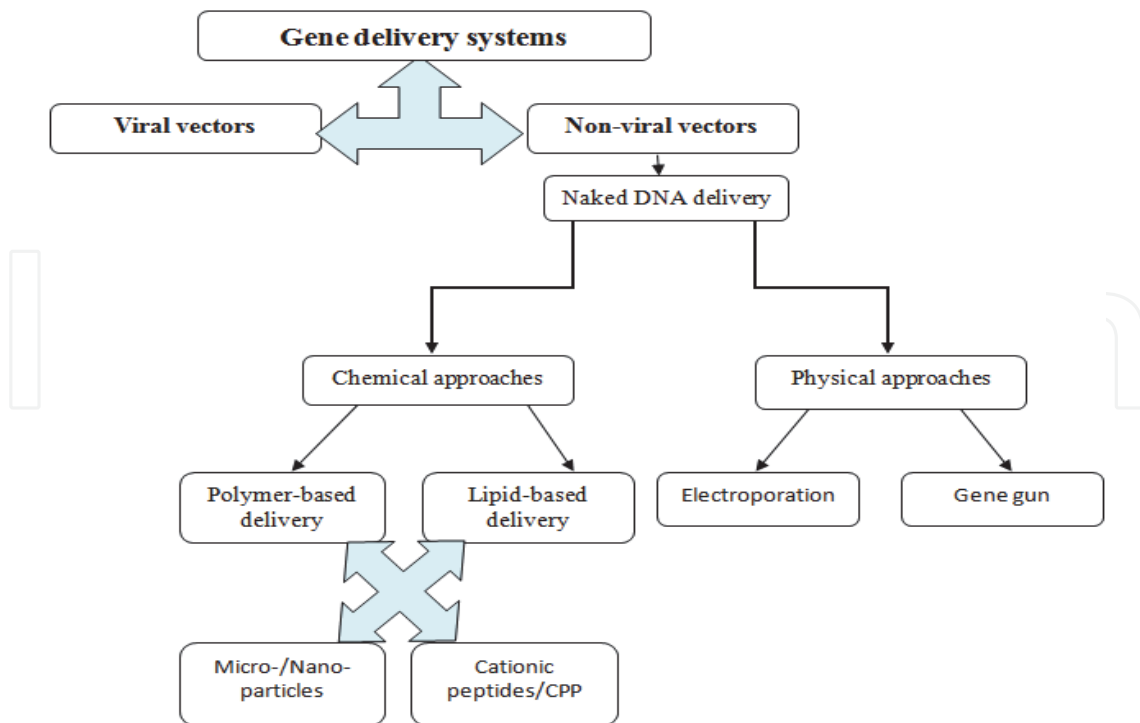 Gene delivery systems
Viral vectors
Non-viral vectors
Naked DNA delivery
Chemical approaches
Physical approaches
Polymer-based
delivery
Lipid-based
delivery
Electroporation
Gene gun
Micro-/Nano-
particles
Cationic
peptides/CPP